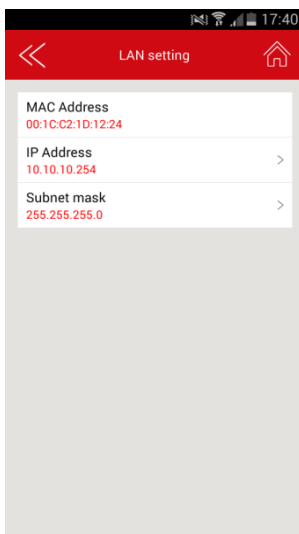 17:40
LAN setting
MAC Address
00:1C:C2:1D:12:24
IP Address
10.10.10.254
Subnet mask
255.255.255.0